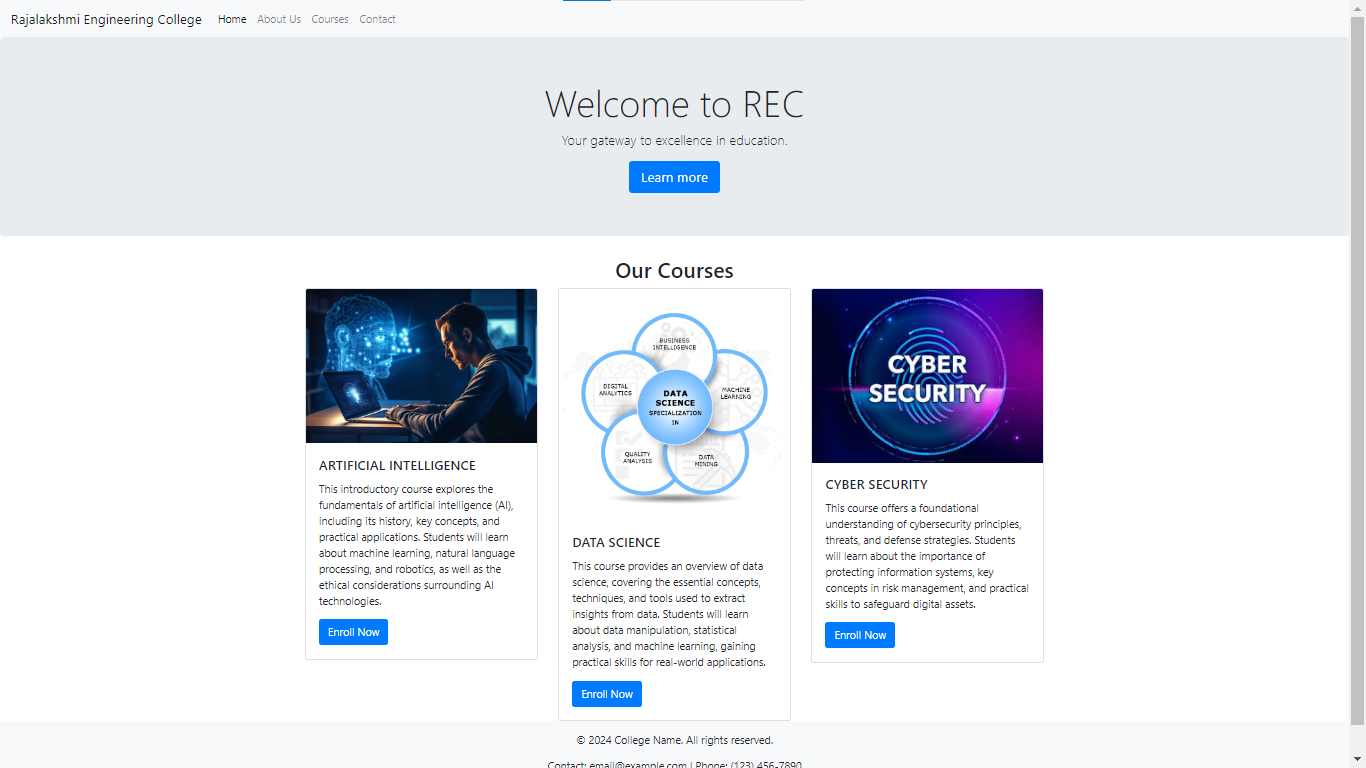 Rajalakshmi Engineering College Home About Us Courses Contact
Welcome to REC
Your gateway to excellence in education.
Learn more
Our Courses
ARTIFICIAL INTELLIGENCE
This introductory course explores the
fundamentals of artificial intelligence (AI),
including its history, key concepts, and
practical applications. Students will learn
about machine learning, natural language
processing, and robotics, as well as the
ethical considerations surrounding AI
technologies.
Enroll Now
BUSINESS
INTELLIGENCE
DIGITAL
ANALYTICS
MACHINE
LEARNING
DATA
SCIENCE
SPECIALIZATION
IN
QUALITY
ANALYSIS
DATA
MINING
DATA SCIENCE
This course provides an overview of data
science, covering the essential concepts,
techniques, and tools used to extract
insights from data. Students will learn
about data manipulation, statistical
analysis, and machine learning, gaining
practical skills for real-world applications.
Enroll Now
CYBER
SECURITY
CYBER SECURITY
This course offers a foundational
understanding of cybersecurity principles,
threats, and defense strategies. Students
will learn about the importance of
protecting information systems, key
concepts in risk management, and practical
skills to safeguard digital assets.
Enroll Now
© 2024 College Name. All rights reserved.
Contact: email@example.com | Phone: (123) 456-7890